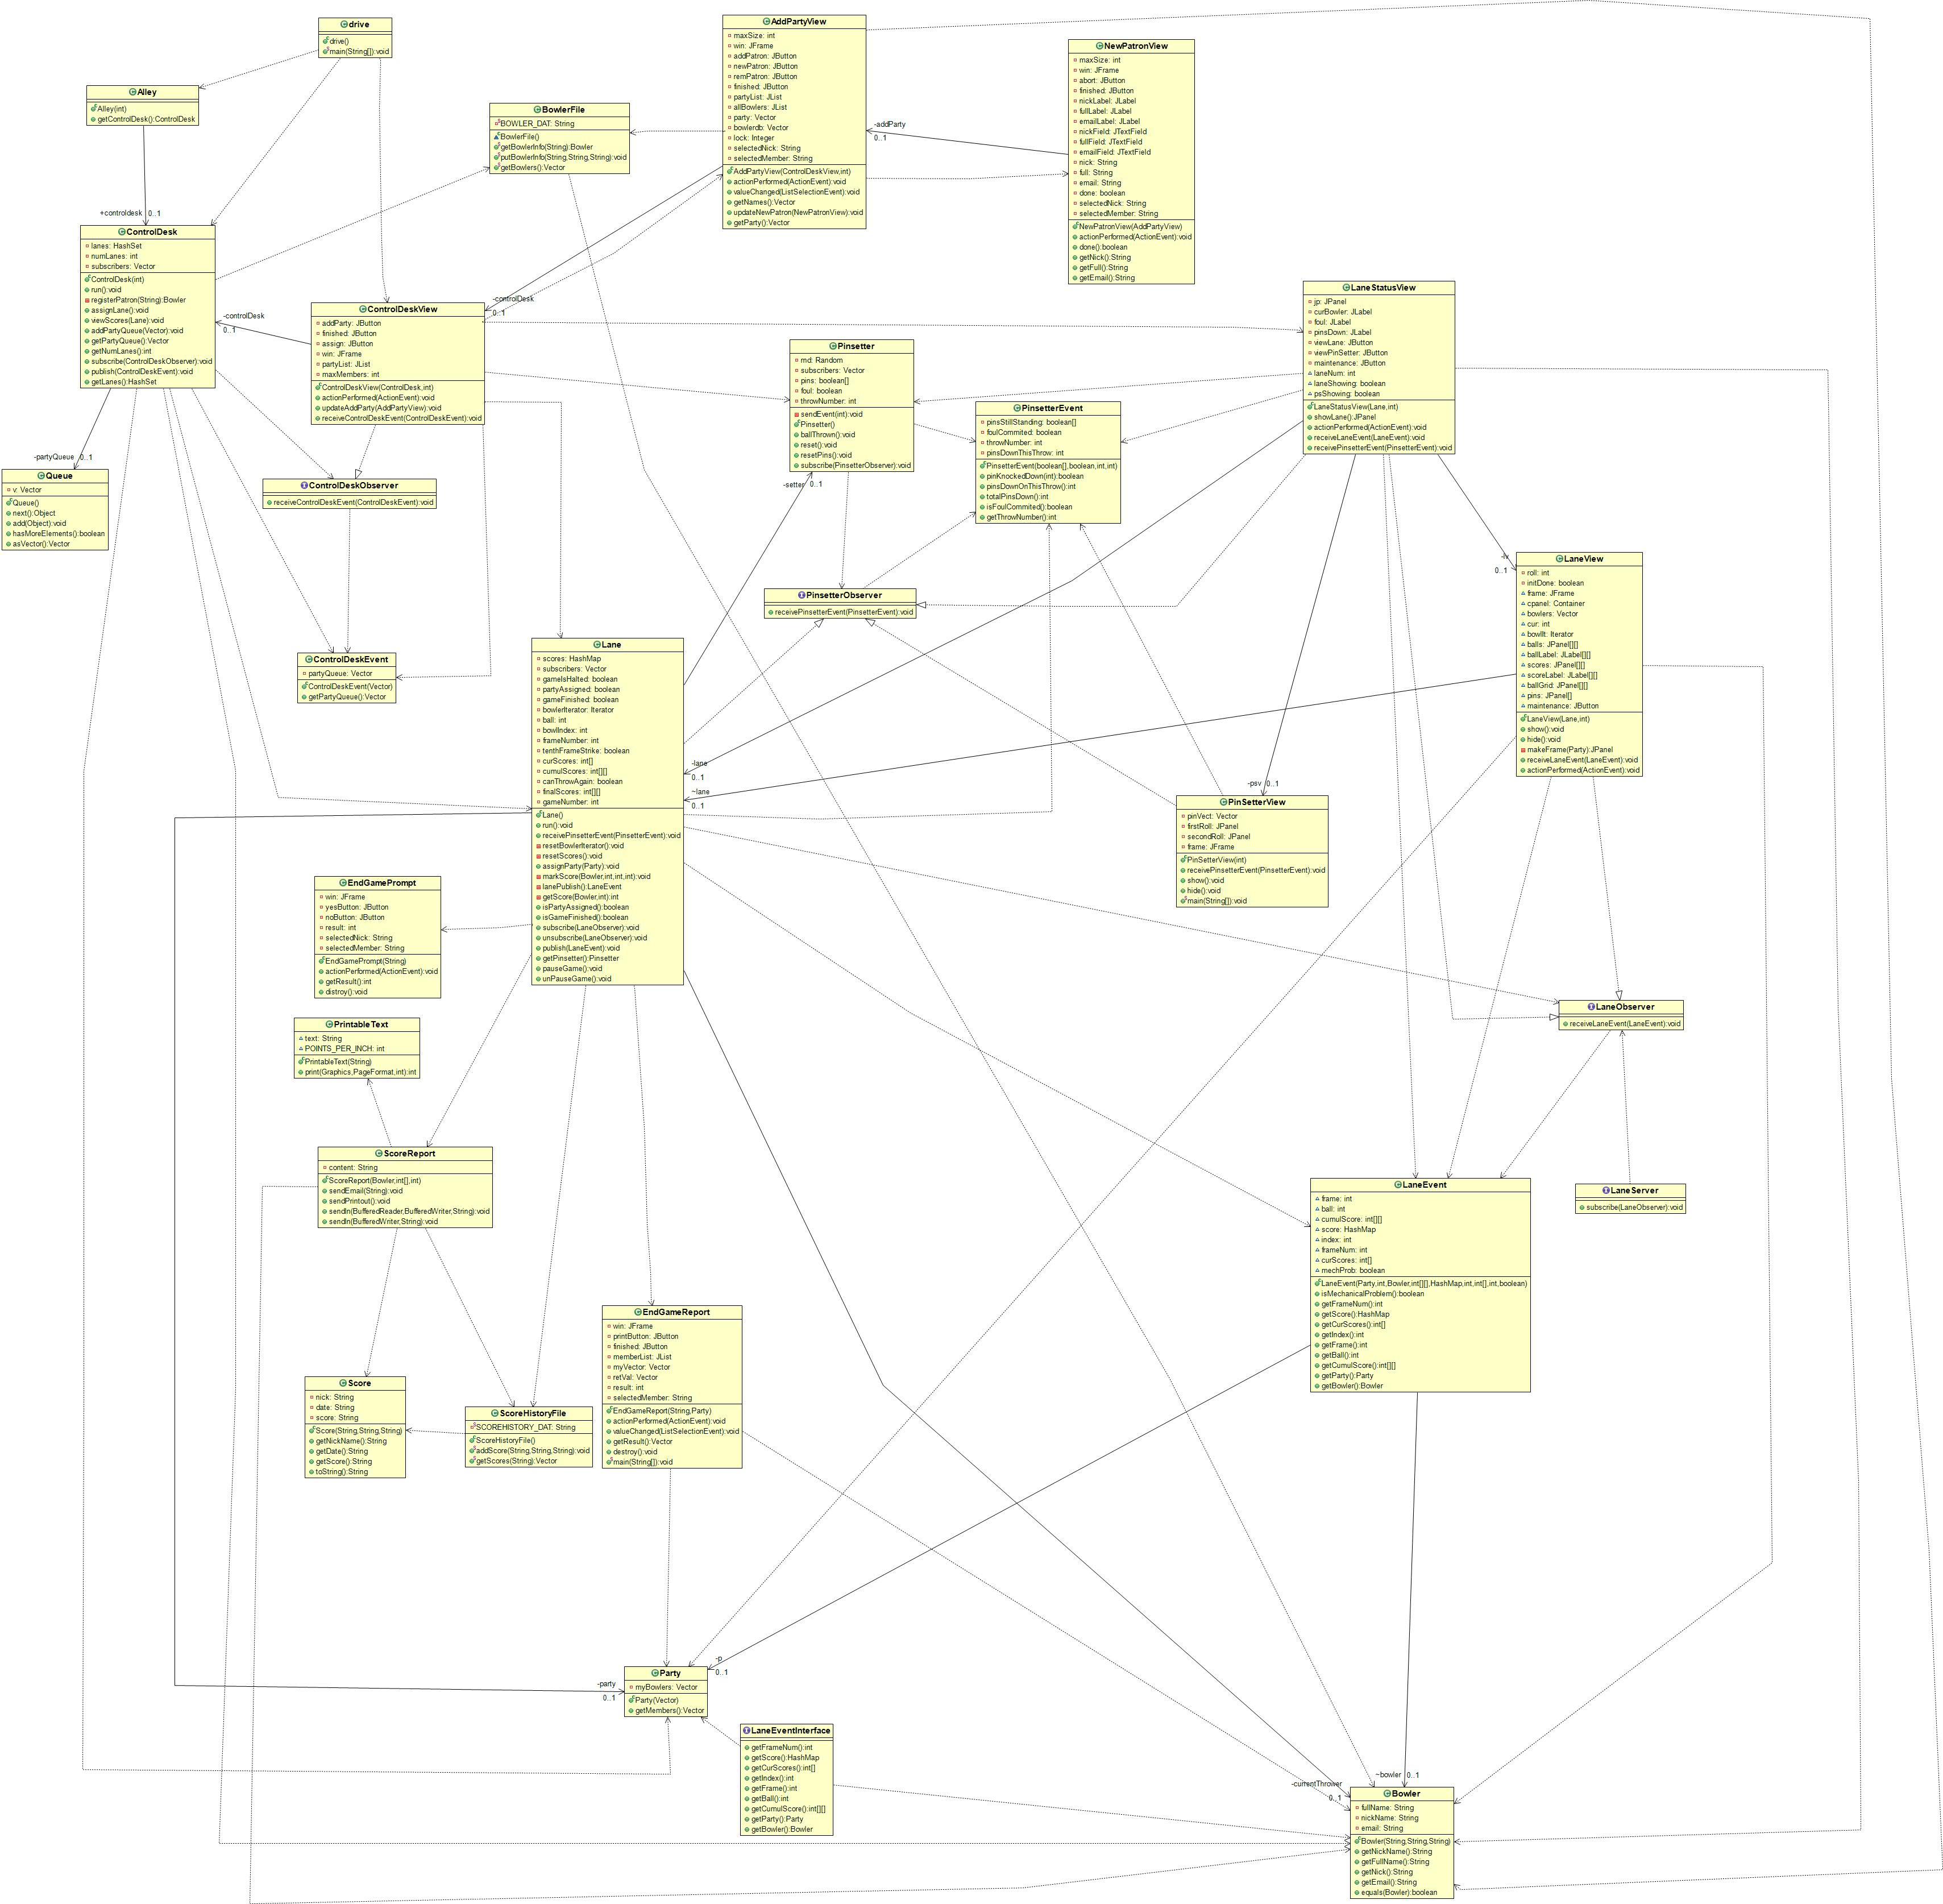 drive
drive()
main(String[]):void
Alley
Alley(int)
getControlDesk():ControlDesk
+controldesk 0..1
ControlDesk
lanes: HashSet
numLanes: int
subscribers: Vector
ControlDesk(int)
run():void
registerPatron(String):Bowler
assignLane():void
viewScores(Lane):void
addPartyQueue(Vector):void
getPartyQueue():Vector
getNumLanes():int
subscribe(ControlDeskObserver):void
publish(ControlDeskEvent):void
getLanes():HashSet
-partyQueue 0..1
Queue
v: Vector
Queue()
next():Object
add(Object):void
hasMoreElements():boolean
asVector():Vector
BowlerFile
BOWLER_DAT: String
BowlerFile()
getBowlerInfo(String):Bowler
putBowlerInfo(String,String,String):void
getBowlers():Vector
AddPartyView
maxSize: int
win: JFrame
addPatron: JButton
newPatron: JButton
remPatron: JButton
finished: JButton
partyList: JList
allBowlers: JList
party: Vector
bowlerdb: Vector
lock: Integer
selectedNick: String
selectedMember: String
AddPartyView(ControlDeskView,int)
actionPerformed(ActionEvent):void
valueChanged(ListSelectionEvent):void
getNames():Vector
updateNewPatron(NewPatronView):void
getParty():Vector
-addParty
0..1
NewPatronView
maxSize: int
win: JFrame
abort: JButton
finished: JButton
nickLabel: JLabel
fullLabel: JLabel
emailLabel: JLabel
nickField: JTextField
fullField: JTextField
emailField: JTextField
nick: String
full: String
email: String
done: boolean
selectedNick: String
selectedMember: String
NewPatronView(AddPartyView)
actionPerformed(ActionEvent):void
done():boolean
getNick():String
getFull():String
getEmail():String
-controlDesk
0..1
-controlDesk
0..1
ControlDeskView
addParty: JButton
finished: JButton
assign: JButton
win: JFrame
partyList: JList
maxMembers: int
ControlDeskView(ControlDesk,int)
actionPerformed(ActionEvent):void
updateAddParty(AddPartyView):void
receiveControlDeskEvent(ControlDeskEvent):void
ControlDeskObserver
receiveControlDeskEvent(ControlDeskEvent):void
ControlDeskEvent
partyQueue: Vector
ControlDeskEvent(Vector)
getPartyQueue():Vector
Pinsetter
rnd: Random
subscribers: Vector
pins: boolean[]
foul: boolean
throwNumber: int
sendEvent(int):void
Pinsetter()
ballThrown():void
reset():void
resetPins():void
subscribe(PinsetterObserver):void
-setter 0..1
PinsetterEvent
pinsStillStanding: boolean[]
foulCommited: boolean
throwNumber: int
pinsDownThisThrow: int
PinsetterEvent(boolean[],boolean,int,int)
pinKnockedDown(int):boolean
pinsDownOnThisThrow():int
totalPinsDown():int
isFoulCommited():boolean
getThrowNumber():int
LaneStatusView
jp: JPanel
curBowler: JLabel
foul: JLabel
pinsDown: JLabel
viewLane: JButton
viewPinSetter: JButton
maintenance: JButton
laneNum: int
laneShowing: boolean
psShowing: boolean
LaneStatusView(Lane,int)
showLane():JPanel
actionPerformed(ActionEvent):void
receiveLaneEvent(LaneEvent):void
receivePinsetterEvent(PinsetterEvent):void
PinsetterObserver
receivePinsetterEvent(PinsetterEvent):void
-lv
0..1
LaneView
roll: int
initDone: boolean
frame: JFrame
cpanel: Container
bowlers: Vector
cur: int
bowlIt: Iterator
balls: JPanel[][]
ballLabel: JLabel[][]
scores: JPanel[][]
scoreLabel: JLabel[][]
ballGrid: JPanel[][]
pins: JPanel[]
maintenance: JButton
LaneView(Lane,int)
show():void
hide():void
makeFrame(Party):JPanel
receiveLaneEvent(LaneEvent):void
actionPerformed(ActionEvent):void
Lane
scores: HashMap
subscribers: Vector
gameIsHalted: boolean
partyAssigned: boolean
gameFinished: boolean
bowlerIterator: Iterator
ball: int
bowlIndex: int
frameNumber: int
tenthFrameStrike: boolean
curScores: int[]
cumulScores: int[][]
canThrowAgain: boolean
finalScores: int[][]
gameNumber: int
Lane()
run():void
receivePinsetterEvent(PinsetterEvent):void
resetBowlerIterator():void
resetScores():void
assignParty(Party):void
markScore(Bowler,int,int,int):void
lanePublish():LaneEvent
getScore(Bowler,int):int
isPartyAssigned():boolean
isGameFinished():boolean
subscribe(LaneObserver):void
unsubscribe(LaneObserver):void
publish(LaneEvent):void
getPinsetter():Pinsetter
pauseGame():void
unPauseGame():void
-lane
0..1
~lane
0..1
-psv 0..1
PinSetterView
pinVect: Vector
firstRoll: JPanel
secondRoll: JPanel
frame: JFrame
PinSetterView(int)
receivePinsetterEvent(PinsetterEvent):void
show():void
hide():void
main(String[]):void
EndGamePrompt
win: JFrame
yesButton: JButton
noButton: JButton
result: int
selectedNick: String
selectedMember: String
EndGamePrompt(String)
actionPerformed(ActionEvent):void
getResult():int
distroy():void
PrintableText
text: String
POINTS_PER_INCH: int
PrintableText(String)
print(Graphics,PageFormat,int):int
LaneObserver
receiveLaneEvent(LaneEvent):void
ScoreReport
content: String
ScoreReport(Bowler,int[],int)
sendEmail(String):void
sendPrintout():void
sendln(BufferedReader,BufferedWriter,String):void
sendln(BufferedWriter,String):void
LaneEvent
frame: int
ball: int
cumulScore: int[][]
score: HashMap
index: int
frameNum: int
curScores: int[]
mechProb: boolean
LaneEvent(Party,int,Bowler,int[][],HashMap,int,int[],int,boolean)
isMechanicalProblem():boolean
getFrameNum():int
getScore():HashMap
getCurScores():int[]
getIndex():int
getFrame():int
getBall():int
getCumulScore():int[][]
getParty():Party
getBowler():Bowler
LaneServer
subscribe(LaneObserver):void
Score
nick: String
date: String
score: String
Score(String,String,String)
getNickName():String
getDate():String
getScore():String
toString():String
ScoreHistoryFile
SCOREHISTORY_DAT: String
ScoreHistoryFile()
addScore(String,String,String):void
getScores(String):Vector
EndGameReport
win: JFrame
printButton: JButton
finished: JButton
memberList: JList
myVector: Vector
retVal: Vector
result: int
selectedMember: String
EndGameReport(String,Party)
actionPerformed(ActionEvent):void
valueChanged(ListSelectionEvent):void
getResult():Vector
destroy():void
main(String[]):void
-party
0..1
-p
0..1
Party
myBowlers: Vector
Party(Vector)
getMembers():Vector
LaneEventInterface
getFrameNum():int
getScore():HashMap
getCurScores():int[]
getIndex():int
getFrame():int
getBall():int
getCumulScore():int[][]
getParty():Party
getBowler():Bowler
-currentThrower
0..1
~bowler 0..1
Bowler
fullName: String
nickName: String
email: String
Bowler(String,String,String)
getNickName():String
getFullName():String
getNick():String
getEmail():String
equals(Bowler):boolean